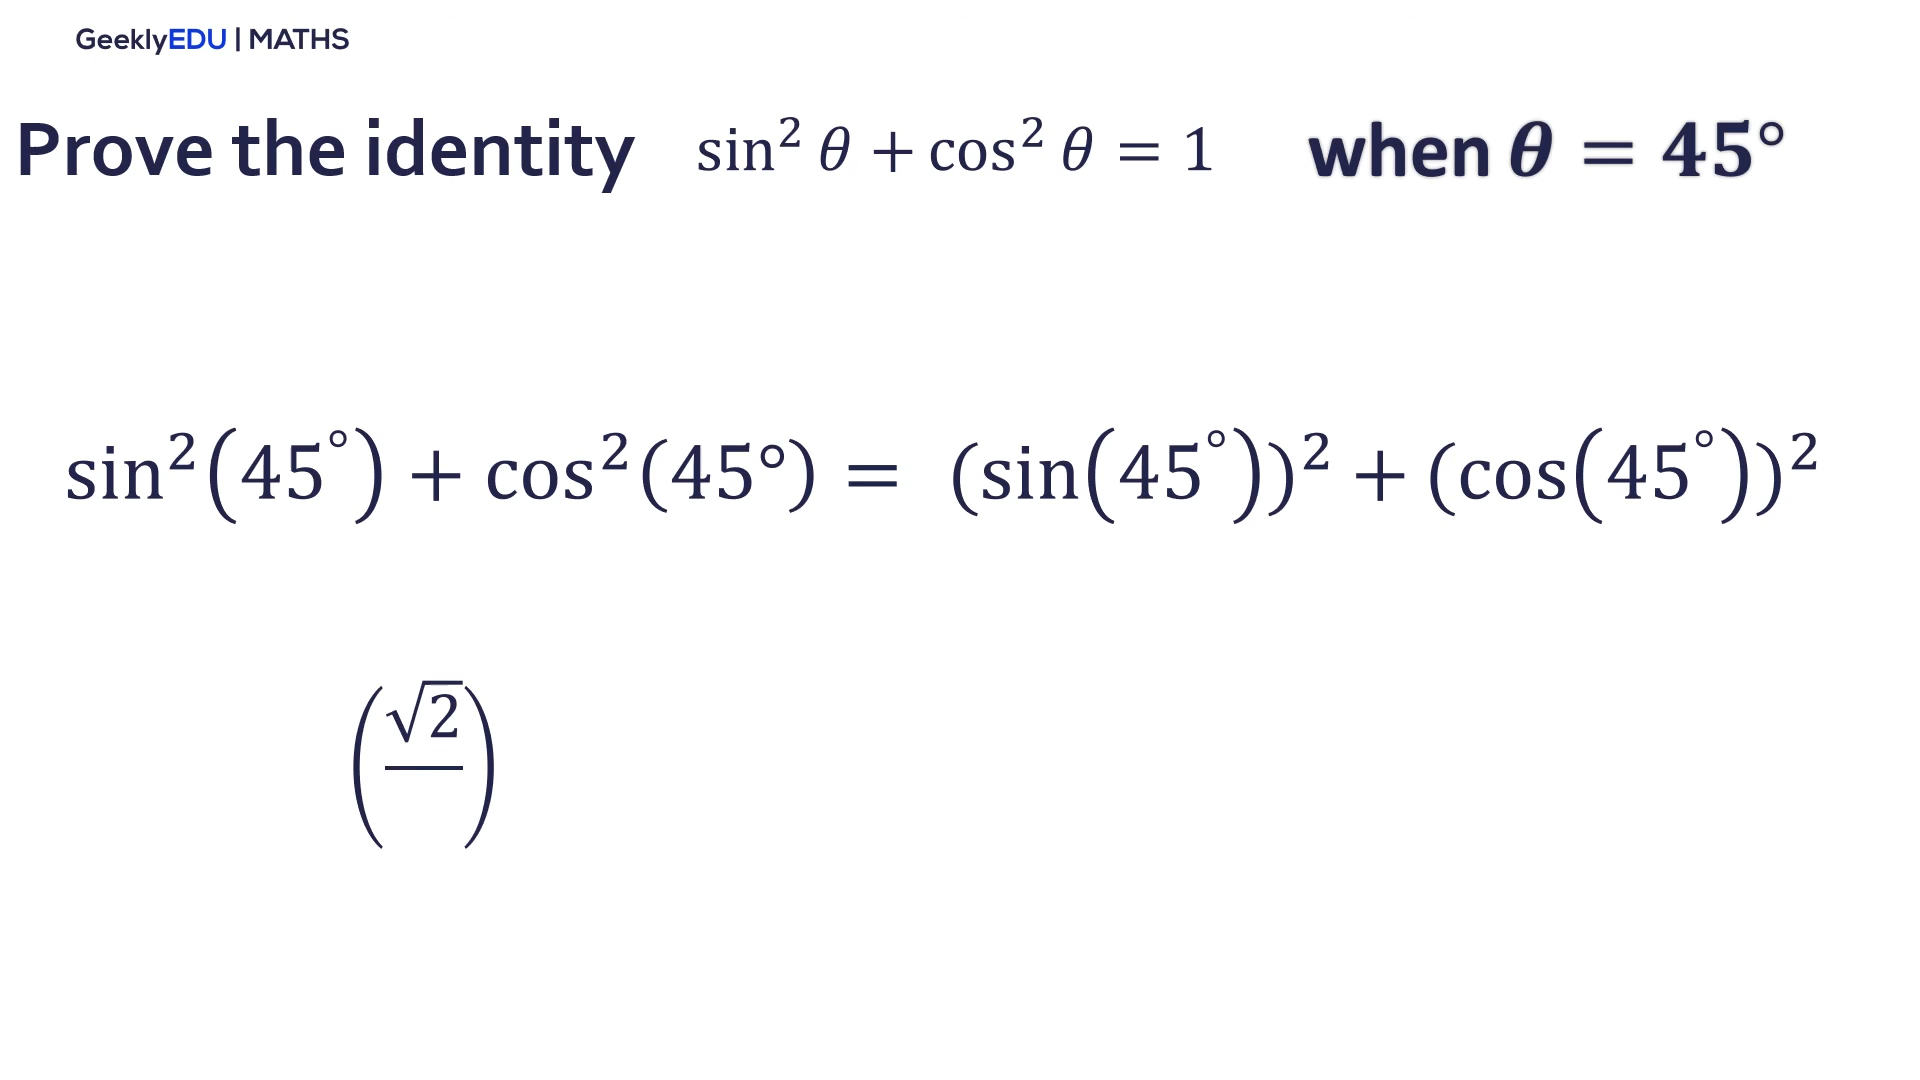 GeeklyEDU | MATHS
Prove the identity sin² θ + cos² θ = 1 when θ = 45°
sin²(45°) + cos²(45°) = (sin(45°))² + (cos(45°))²
(√2/ )